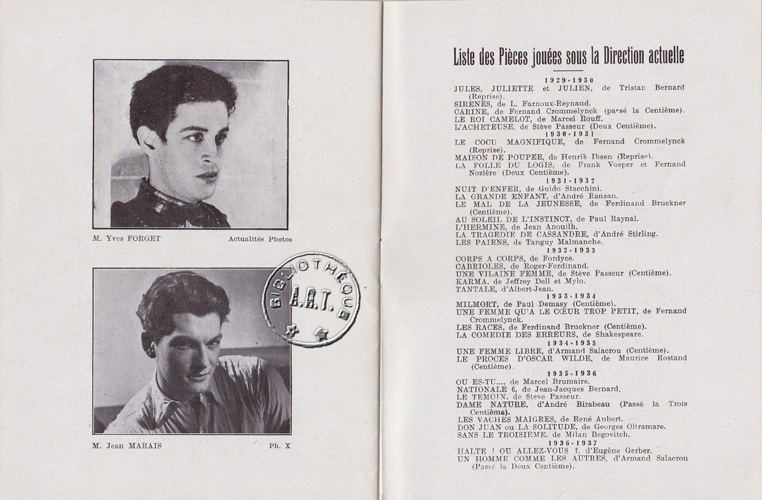 M. Yves FORGET Actualités Photos
BIBLIOTHÈQUE
A.R.T.
M. Jean MARAIS Ph. X
Liste des Pièces jouées sous la Direction actuelle
1929-1930
JULES, JULIETTE et JULIEN, de Tristan Bernard
(Reprise).
SIRENES, de L. Farnoux-Reynaud.
CARINE, de Fernand Crommelynck (passé la Centième).
LE ROI CAMELOT, de Marcel Rouff.
L'ACHETEUSE, de Stève Passeur (Deux Centième).
1930-1931
LE COCU MAGNIFIQUE, de Fernand Crommelynck
(Reprise).
MAISON DE POUPEE, de Henrik Ibsen (Reprise).
LA FOLLE DU LOGIS, de Frank Vosper et Fernand
Nozière (Deux Centième).
1931-1932
NUIT D'ENFER, de Guido Stacchini.
LA GRANDE ENFANT, d'André Ransan.
LE MAL DE LA JEUNESSE, de Ferdinand Bruckner
(Centième).
AU SOLEIL DE L'INSTINCT, de Paul Raynal.
L'HERMINE, de Jean Anouilh.
LA TRAGEDIE DE CASSANDRE, d'André Stirling.
LES PAIENS, de Tanguy Malmanche.
1932-1933
CORPS A CORPS, de Fordyce.
CABRIOLES, de Roger-Ferdinand.
UNE VILAINE FEMME, de Stève Passeur (Centième).
KARMA, de Jeffrey Dell et Mylo.
TANTALE, d'Albert-Jean.
1933-1934
MILMORT, de Paul Demasy (Centième).
UNE FEMME QU'A LE CŒUR TROP PETIT, de Fernand
Crommelynck.
LES RACES, de Ferdinand Bruckner (Centième).
LA COMEDIE DES ERREURS, de Shakespeare.
1934-1935
UNE FEMME LIBRE, d'Armand Salacrou (Centième).
LE PROCES D'OSCAR WILDE, de Maurice Rostand
(Centième).
1935-1936
OU ES-TU...., de Marcel Brumaire.
NATIONALE 6, de Jean-Jacques Bernard.
LE TEMOIN, de Steve Passeur.
DAME NATURE, d'André Birabeau (Passé la Trois
Centième).
LES VACHES MAIGRES, de René Aubert.
DON JUAN ou LA SOLITUDE, de Georges Oltramare.
SANS LE TROISIEME, de Milan Begovitch.
1936-1937
HALTE ! OU ALLEZ-VOUS ?, d'Eugène Gerber.
UN HOMME COMME LES AUTRES, d'Armand Salacrou
(Passé la Deux Centième).